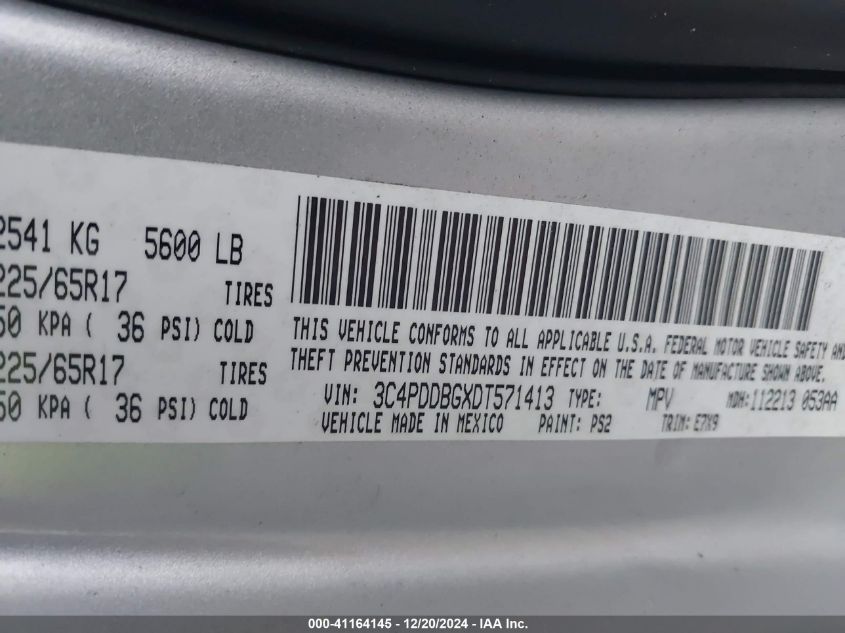 2541 KG 5600 LB
225/65R17 TIRES
50 KPA ( 36 PSI) COLD
225/65R17 TIRES
50 KPA ( 36 PSI) COLD
THIS VEHICLE CONFORMS TO ALL APPLICABLE U.S.A. FEDERAL MOTOR VEHICLE SAFETY AND
THEFT PREVENTION STANDARDS IN EFFECT ON THE DATE OF MANUFACTURE SHOWN ABOVE.
VIN: 3C4PDDBGXDT571413 TYPE: MPV MDH: 112213 053AA
VEHICLE MADE IN MEXICO PAINT: PS2 TRIM: E7X9
000-41164145 - 12/20/2024 - IAA Inc.